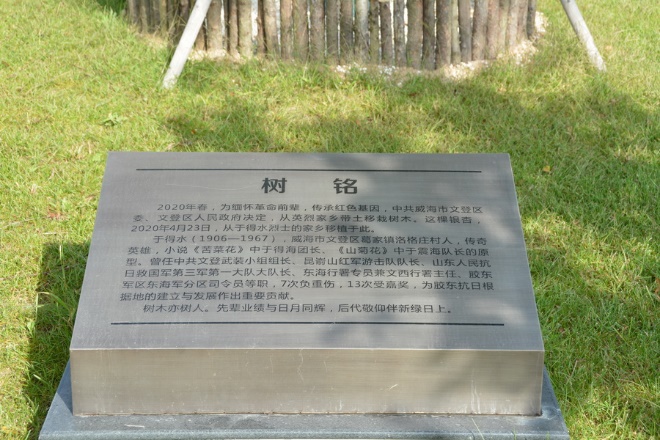 树 铭
2020年春，为缅怀革命前辈，传承红色基因，中共威海市文登区
委、文登区人民政府决定，从英烈家乡带土移栽树木。这棵银杏，
2020年4月23日，从于得水烈士的家乡移植于此。
于得水（1906—1967），威海市文登区葛家镇洛格庄村人，传奇
英雄，小说《苦菜花》中于得海团长、《山菊花》中于震海队长的原
型。曾任中共文登武装小组组长、昆嵛山红军游击队队长、山东人民抗
日救国军第三军第一大队大队长、东海行署专员兼文西行署主任、胶东
军区东海军分区司令员等职，7次负重伤，13次受嘉奖，为胶东抗日根
据地的建立与发展作出重要贡献。
树木亦树人。先辈业绩与日月同辉，后代敬仰伴新绿日上。